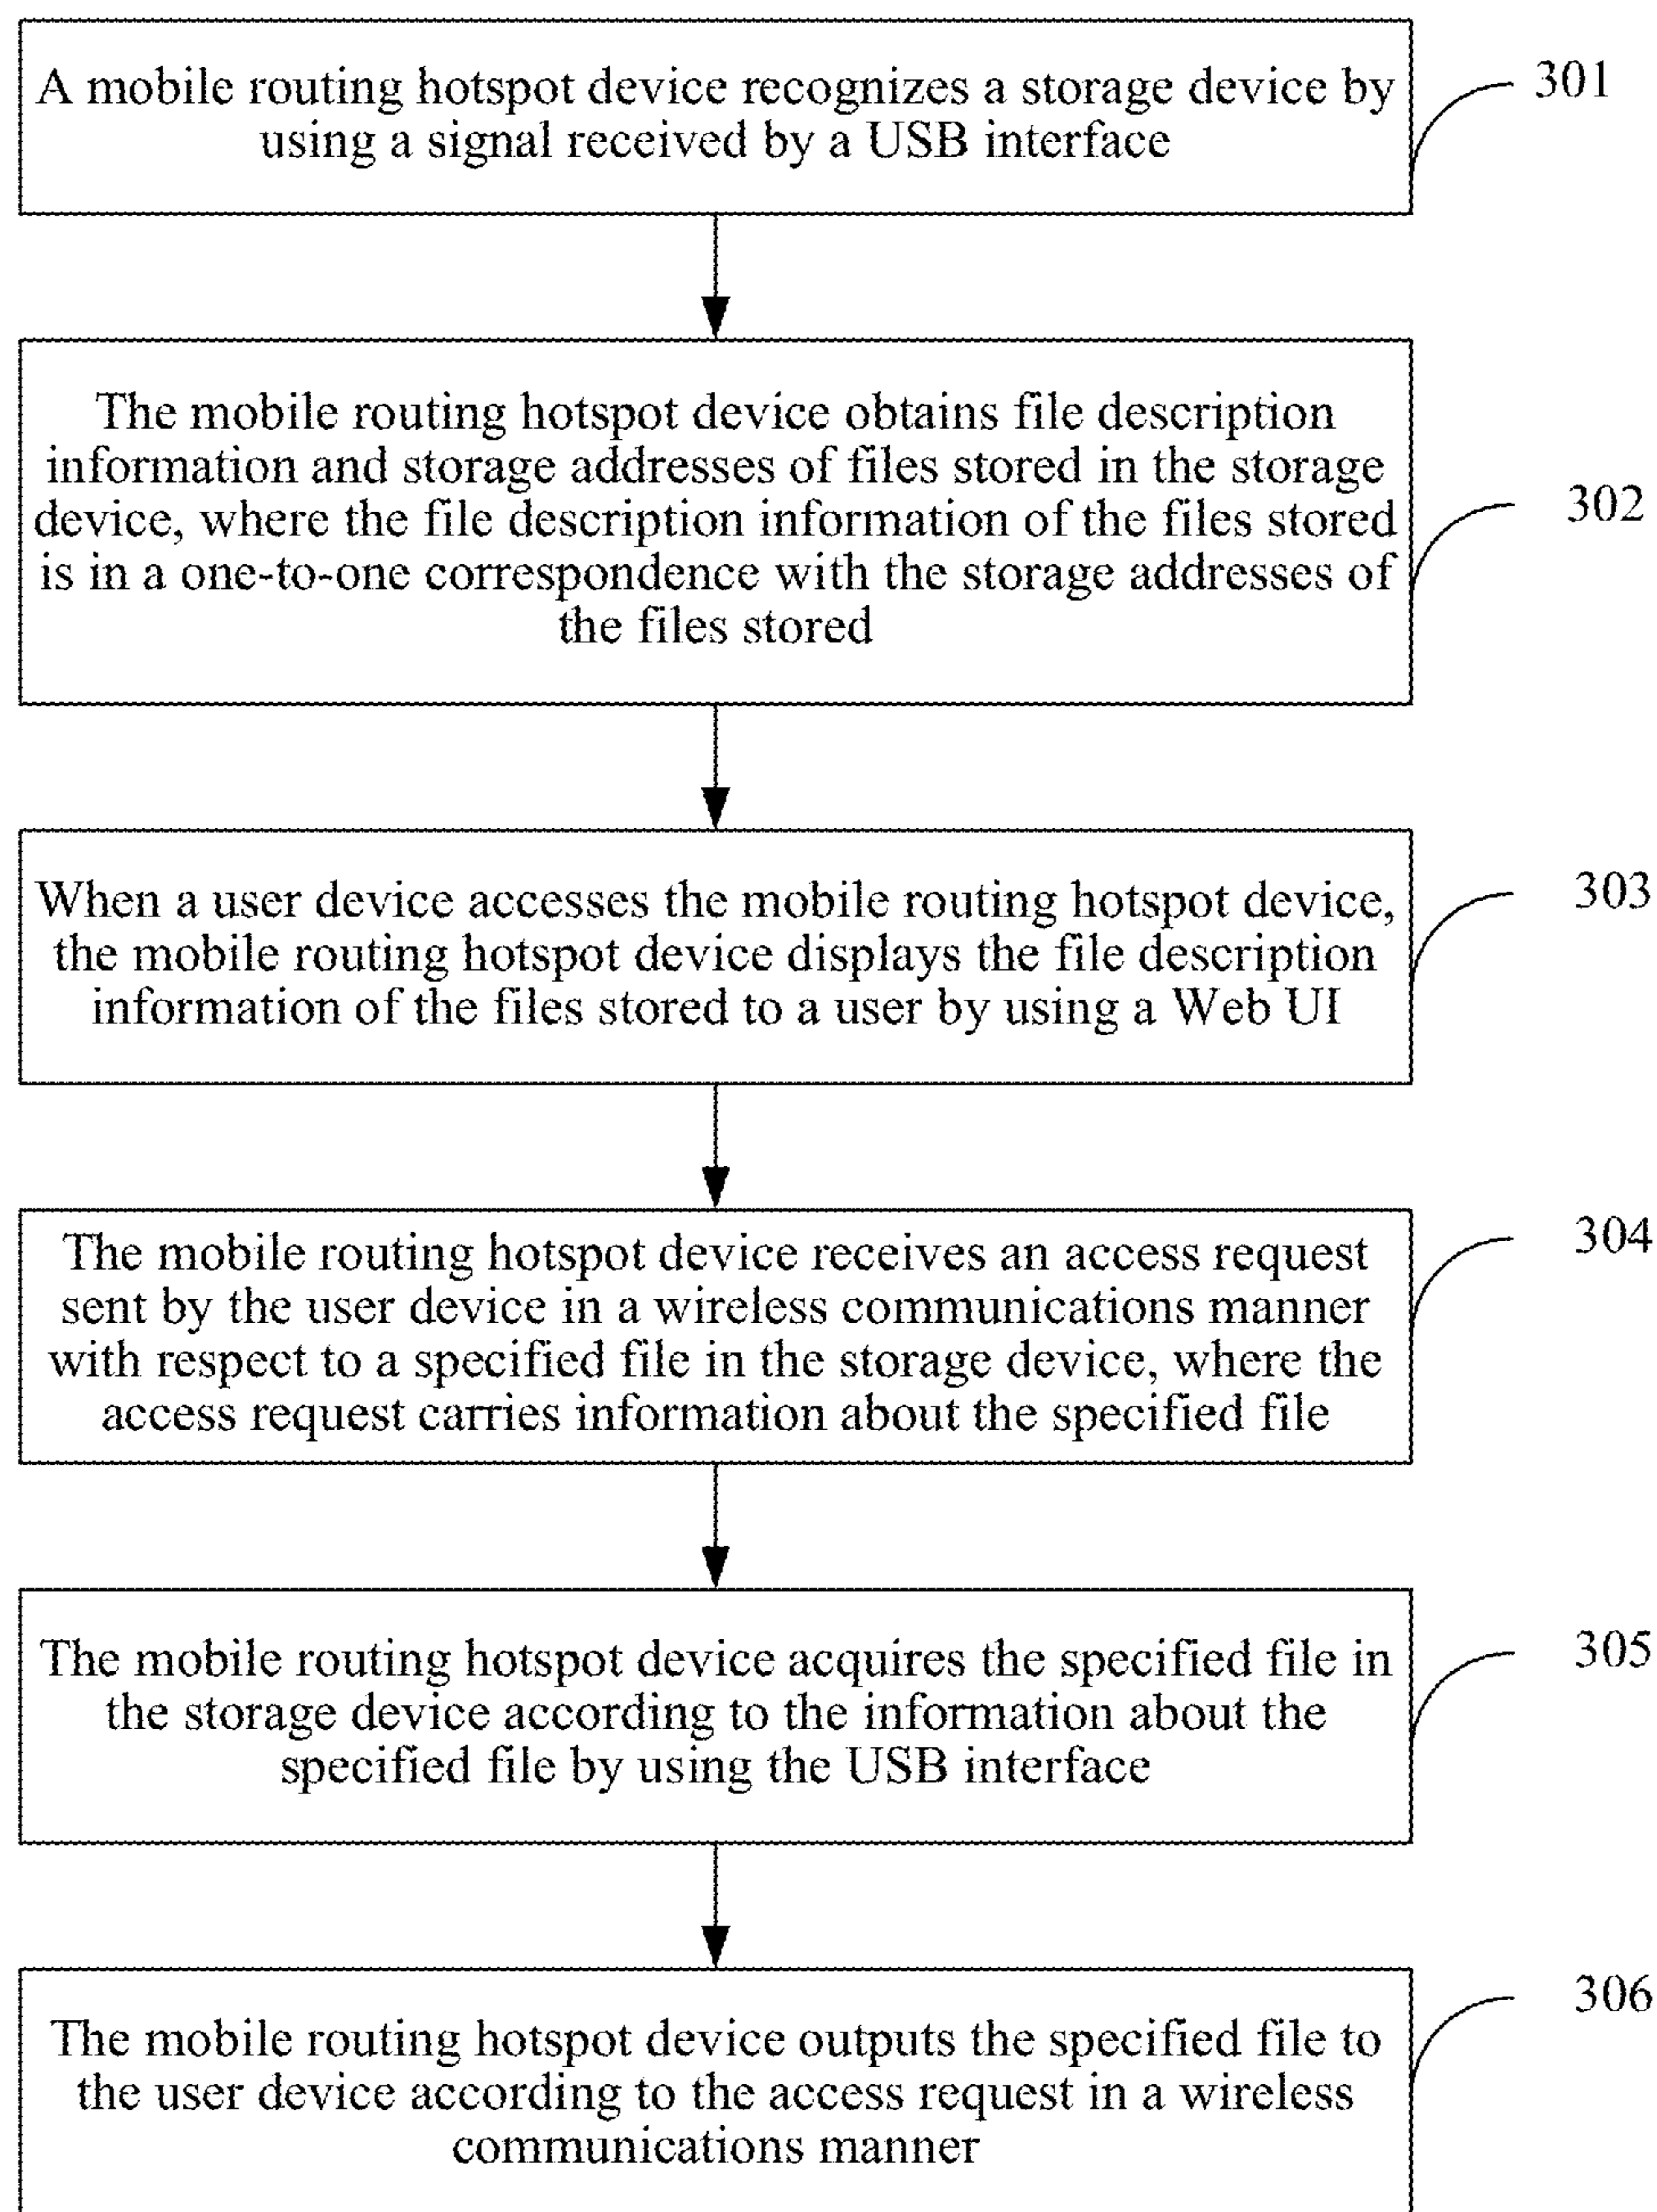 A mobile routing hotspot device recognizes a storage device by
using a signal received by a USB interface
301
The mobile routing hotspot device obtains file description
information and storage addresses of files stored in the storage
device, where the file description information of the files stored
is in a one-to-one correspondence with the storage addresses of
the files stored
302
When a user device accesses the mobile routing hotspot device,
the mobile routing hotspot device displays the file description
information of the files stored to a user by using a Web UI
303
The mobile routing hotspot device receives an access request
sent by the user device in a wireless communications manner
with respect to a specified file in the storage device, where the
access request carries information about the specified file
304
The mobile routing hotspot device acquires the specified file in
the storage device according to the information about the
specified file by using the USB interface
305
The mobile routing hotspot device outputs the specified file to
the user device according to the access request in a wireless
communications manner
306